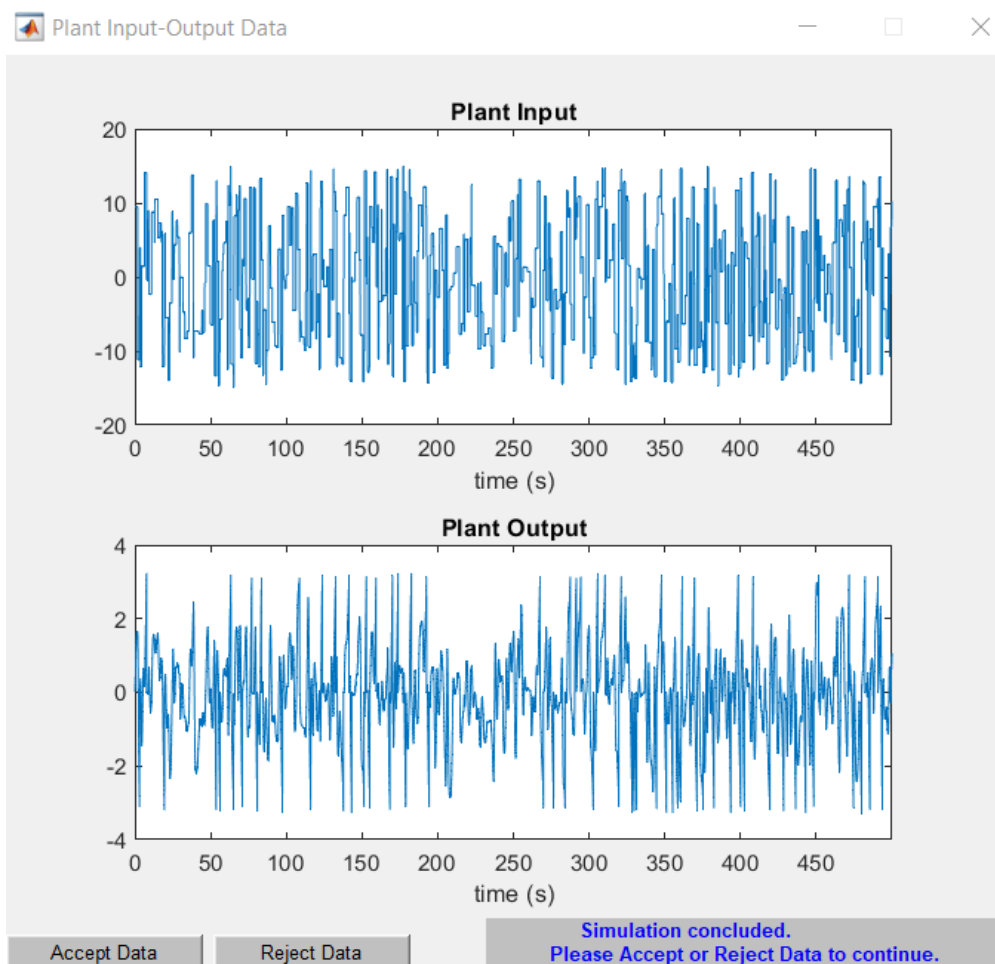 Plant Input-Output Data
Plant Input
20
10
0
-10
-20
0 50 100 150 200 250 300 350 400 450
time (s)
Plant Output
4
2
0
-2
-4
0 50 100 150 200 250 300 350 400 450
time (s)
Accept Data
Reject Data
Simulation concluded.
Please Accept or Reject Data to continue.